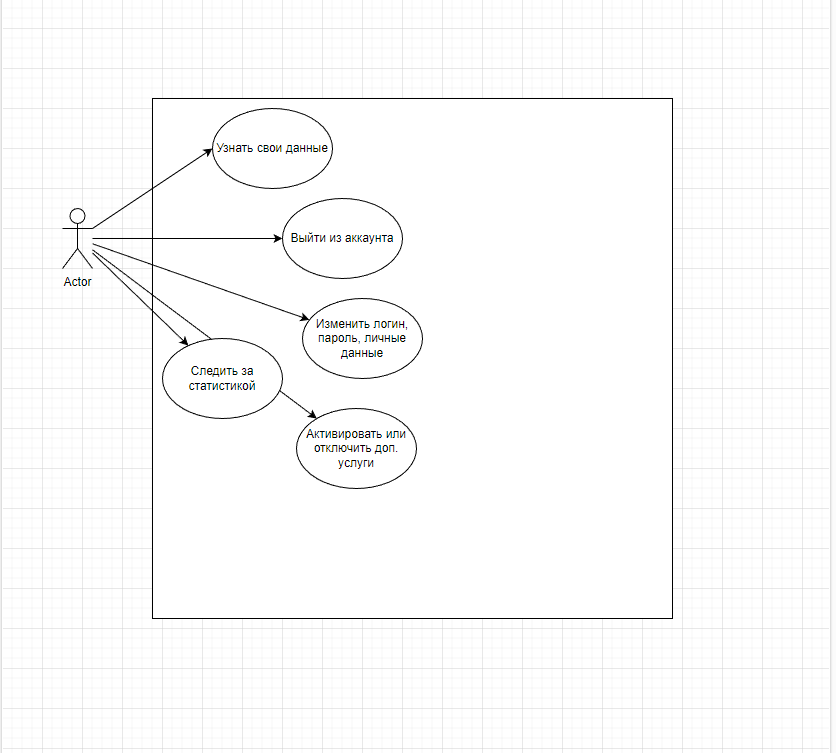 Узнать свои данные
Выйти из аккаунта
Actor
Изменить логин,
пароль, личные
данные
Следить за
статистикой
Активировать или
отключить доп.
услуги